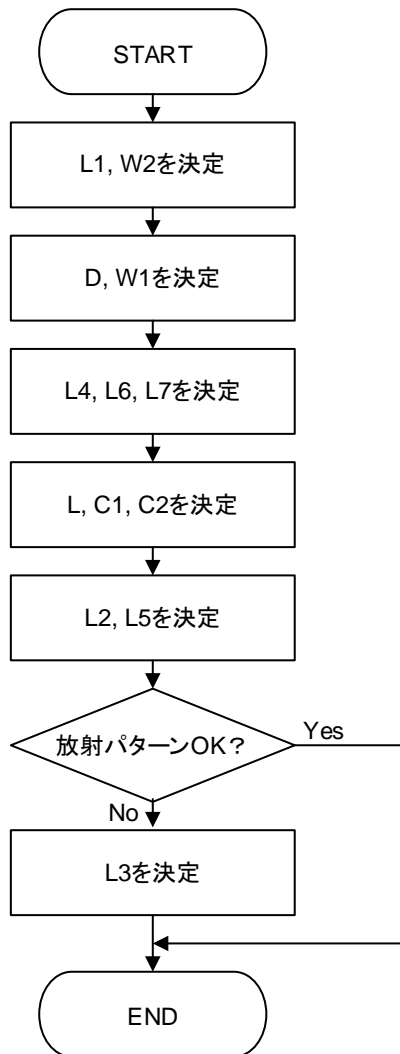 START
L1, W2を決定
D, W1を決定
L4, L6, L7を決定
L, C1, C2を決定
L2, L5を決定
放射パターンOK？
Yes
No
L3を決定
END